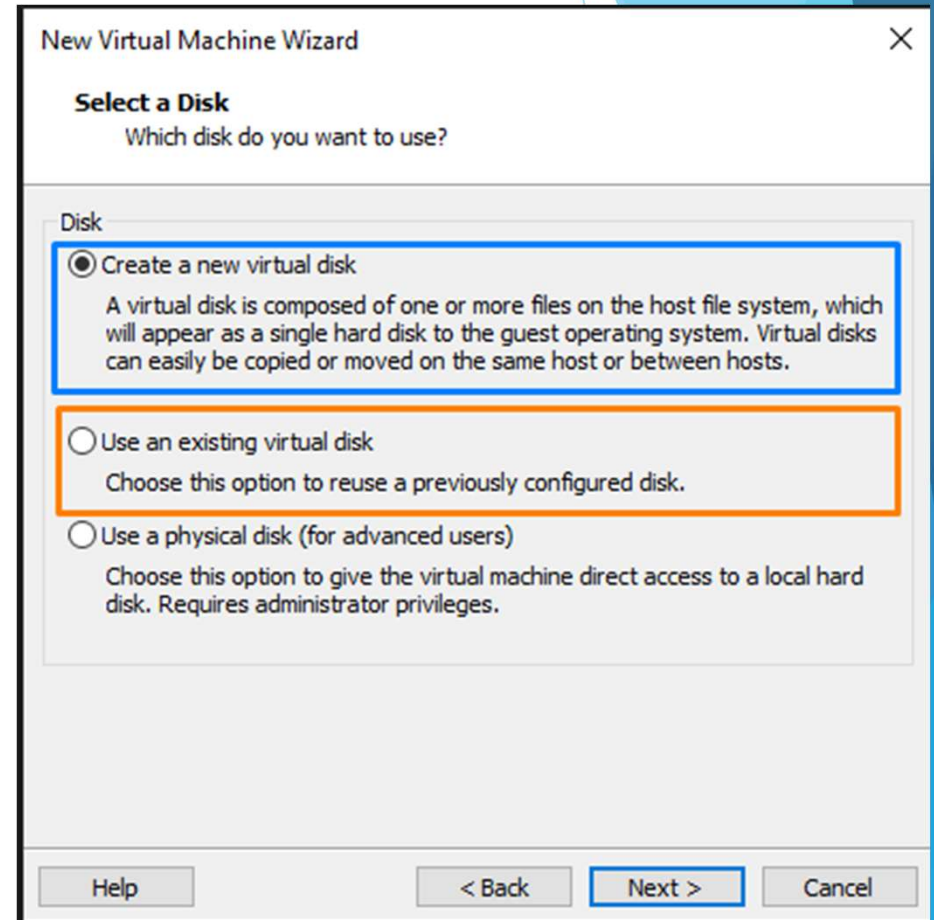 New Virtual Machine Wizard
Select a Disk
Which disk do you want to use?
Disk
Create a new virtual disk
A virtual disk is composed of one or more files on the host file system, which
will appear as a single hard disk to the guest operating system. Virtual disks
can easily be copied or moved on the same host or between hosts.
Use an existing virtual disk
Choose this option to reuse a previously configured disk.
Use a physical disk (for advanced users)
Choose this option to give the virtual machine direct access to a local hard
disk. Requires administrator privileges.
Help
< Back
Next >
Cancel